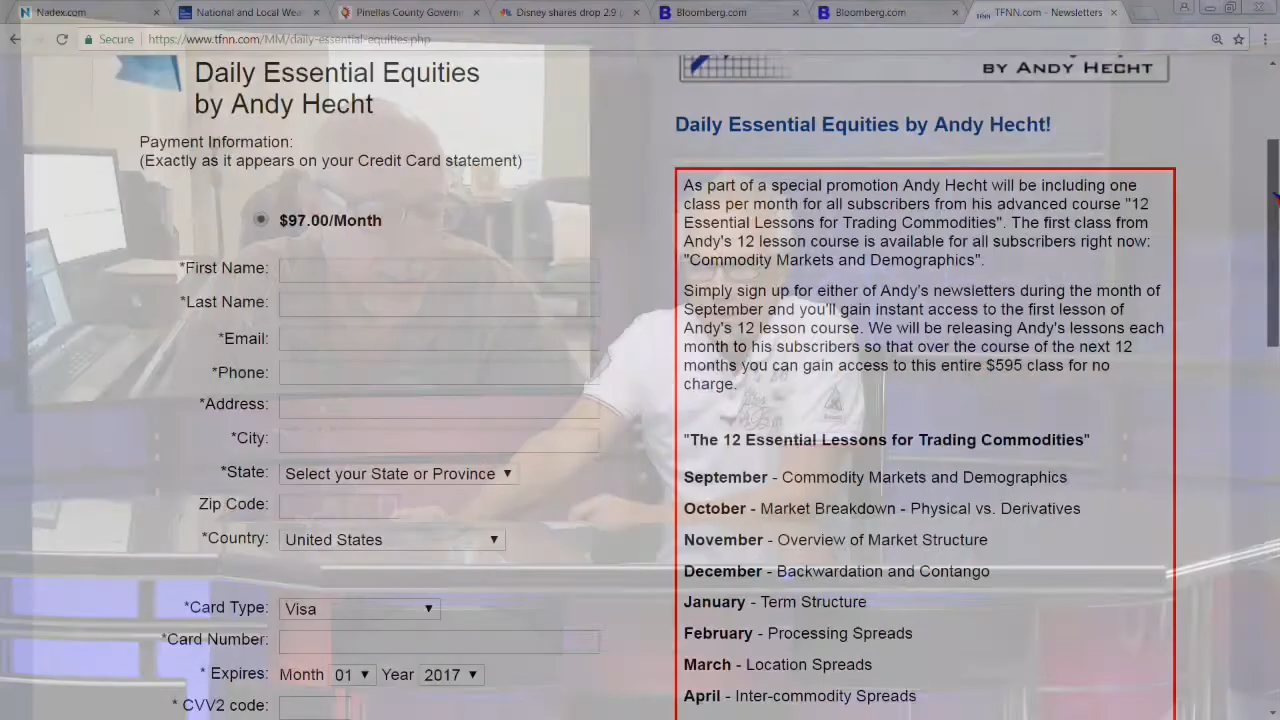 Nadex.com
National and Local Wea
Pinellas County Govern
Disney shares drop 2.9
Bloomberg.com
Bloomberg.com
TFNN.com - Newsletters
Secure
https://www.tfnn.com/MM/daily-essential-equities.php
Daily Essential Equities
by Andy Hecht
Payment Information:
(Exactly as it appears on your Credit Card statement)
$97.00/Month
*First Name:
*Last Name:
*Email:
*Phone:
*Address:
*City:
*State: Select your State or Province
Zip Code:
*Country: United States
*Card Type: Visa
*Card Number:
* Expires: Month 01 Year 2017
* CVV2 code:
BY ANDY HECHT
Daily Essential Equities by Andy Hecht!
As part of a special promotion Andy Hecht will be including one
class per month for all subscribers from his advanced course "12
Essential Lessons for Trading Commodities". The first class from
Andy's 12 lesson course is available for all subscribers right now:
"Commodity Markets and Demographics".
Simply sign up for either of Andy's newsletters during the month of
September and you'll gain instant access to the first lesson of
Andy's 12 lesson course. We will be releasing Andy's lessons each
month to his subscribers so that over the course of the next 12
months you can gain access to this entire $595 class for no
charge.
"The 12 Essential Lessons for Trading Commodities"
September - Commodity Markets and Demographics
October - Market Breakdown - Physical vs. Derivatives
November - Overview of Market Structure
December - Backwardation and Contango
January - Term Structure
February - Processing Spreads
March - Location Spreads
April - Inter-commodity Spreads